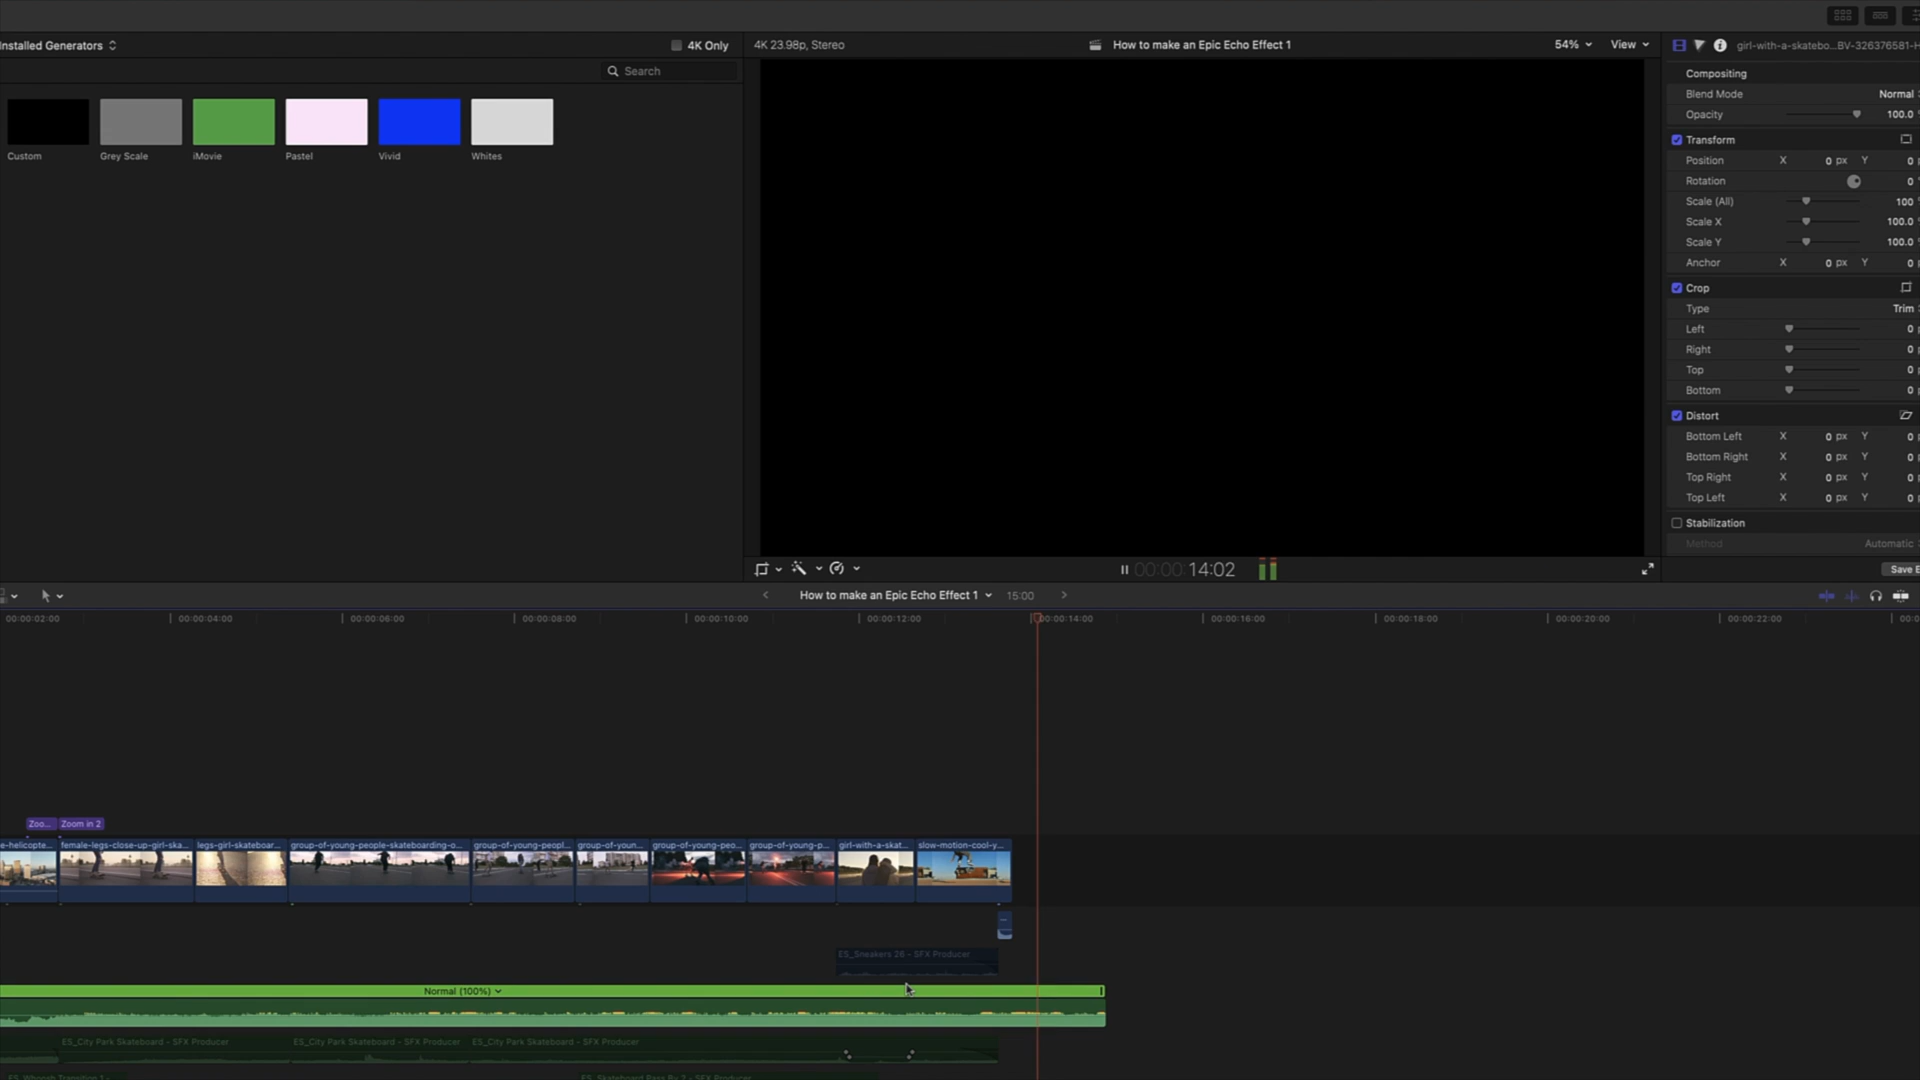 nstalled Generators
4K Only
4K 23.98p, Stereo
How to make an Epic Echo Effect 1
54%
View
girl-with-a-skatebo...BV-326376581-H
Search
Custom
Grey Scale
iMovie
Pastel
Vivid
Whites
Compositing
Blend Mode Normal
Opacity 100.0
Transform
Position X 0 px Y 0
Rotation 0
Scale (All) 100
Scale X 100.0
Scale Y 100.0
Anchor X 0 px Y 0
Crop
Type Trim
Left 0
Right 0
Top 0
Bottom 0
Distort
Bottom Left X 0 px Y 0
Bottom Right X 0 px Y 0
Top Right X 0 px Y 0
Top Left X 0 px Y 0
Stabilization
Method Automatic
Save E
00:00:14:02
How to make an Epic Echo Effect 1
15:00
00:00:02:00 00:00:04:00 00:00:06:00 00:00:08:00 00:00:10:00 00:00:12:00 00:00:14:00 00:00:16:00 00:00:18:00 00:00:20:00 00:00:22:00 00:0
Zoo... Zoom in 2
e-helicopte... female-legs-close-up-girl-ska... legs-girl-skateboar... group-of-young-people-skateboarding-o... group-of-young-peopl... group-of-youn... group-of-young-peo... group-of-young-p... girl-with-a-skat... slow-motion-cool-y...
ES_Sneakers 26 - SFX Producer
Normal (100%)
ES_City Park Skateboard - SFX Producer ES_City Park Skateboard - SFX Producer ES_City Park Skateboard - SFX Producer
ES_Whoosh Transition 1 - ES_Skateboard Pass By 2 - SFX Producer